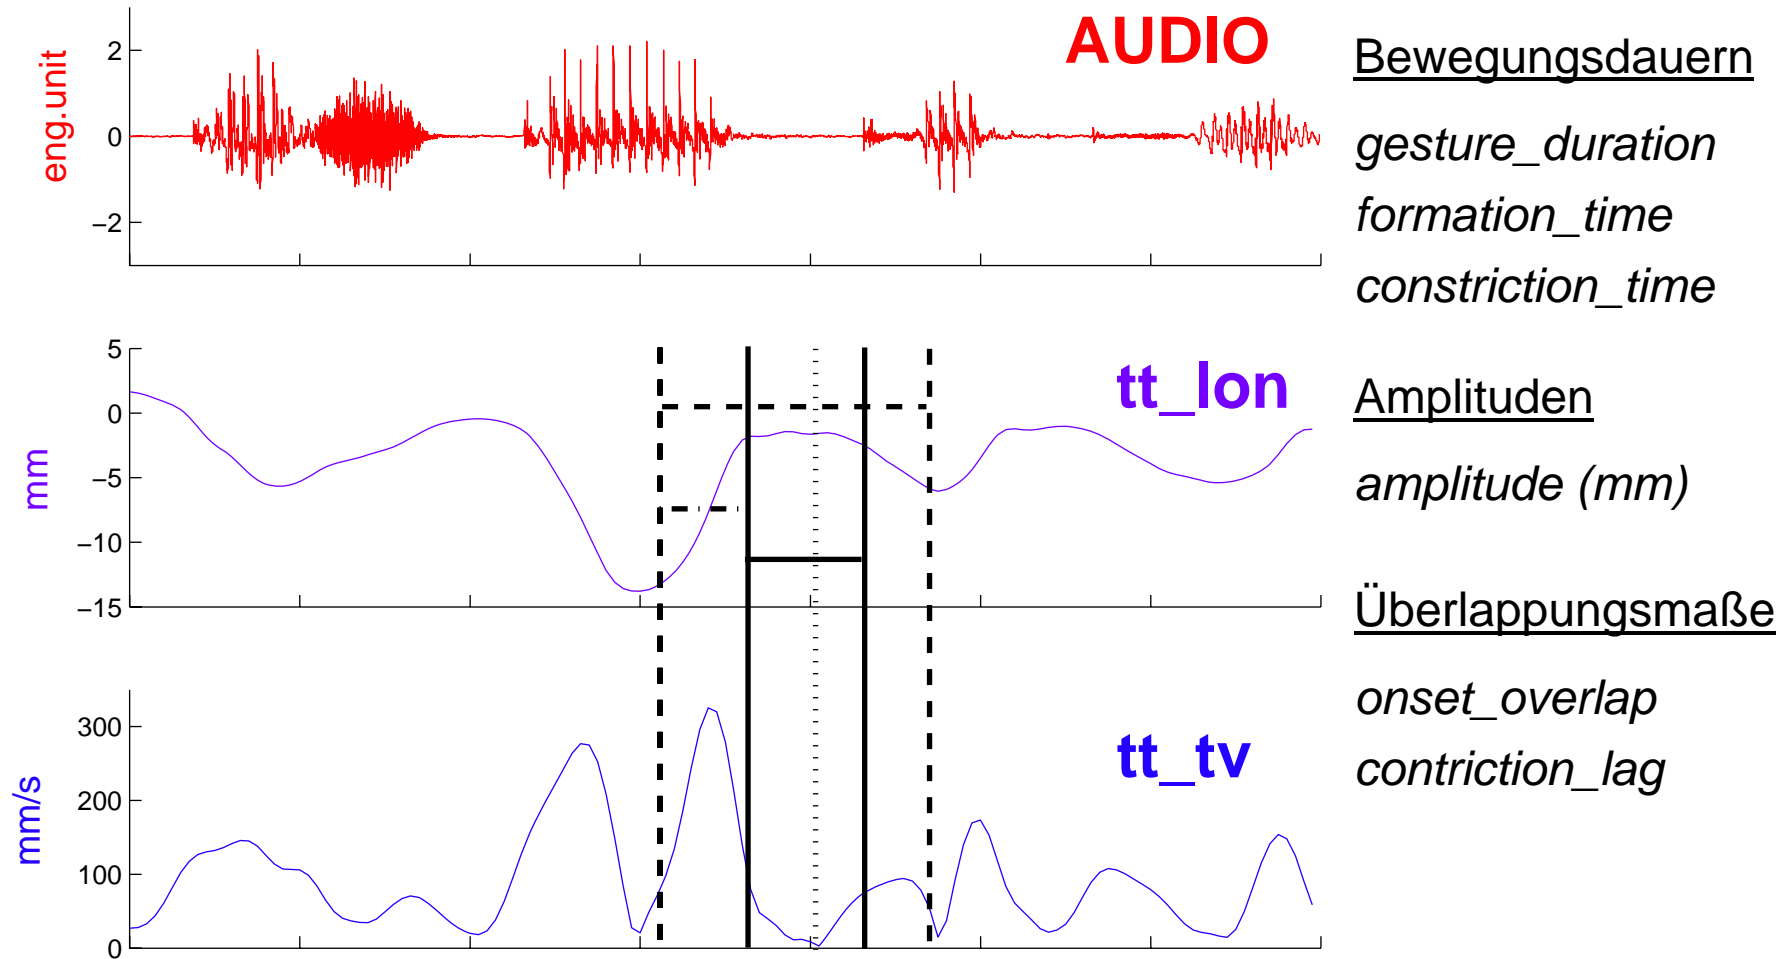 AUDIO
eng.unit
2
0
−2
tt_lon
mm
5
0
−5
−10
−15
tt_tv
mm/s
300
200
100
0
Bewegungsdauern
gesture_duration
formation_time
constriction_time
Amplituden
amplitude (mm)
Überlappungsmaße
onset_overlap
contriction_lag